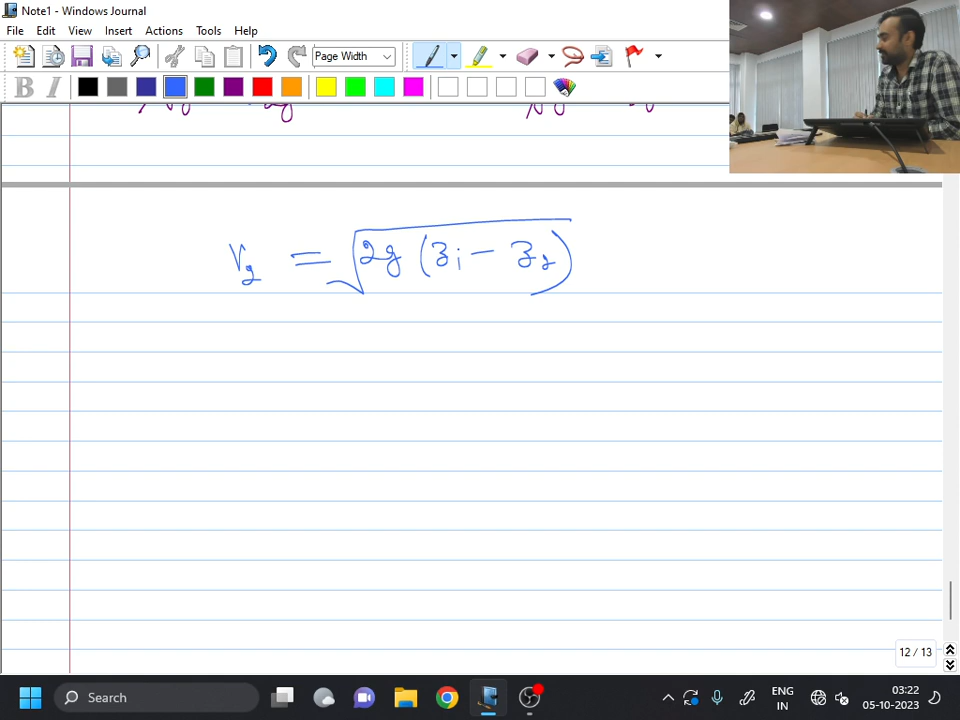 Note1 - Windows Journal
File Edit View Insert Actions Tools Help
Page Width
B I
V₂ = √2g (z₁ - z₂)
12 / 13
Search
ENG
IN
03:22
05-10-2023